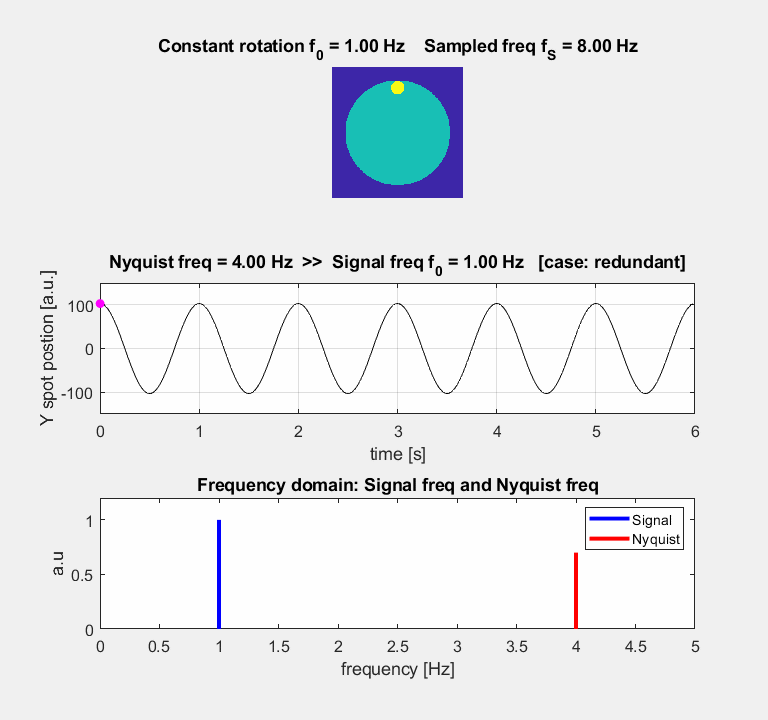 Constant rotation f0 = 1.00 Hz    Sampled freq fS = 8.00 Hz
Nyquist freq = 4.00 Hz  >>  Signal freq f0 = 1.00 Hz   [case: redundant]
Y spot postion [a.u.]
100
0
-100
0 1 2 3 4 5 6
time [s]
Frequency domain: Signal freq and Nyquist freq
a.u
1
0.5
0
Signal
Nyquist
0 0.5 1 1.5 2 2.5 3 3.5 4 4.5 5
frequency [Hz]